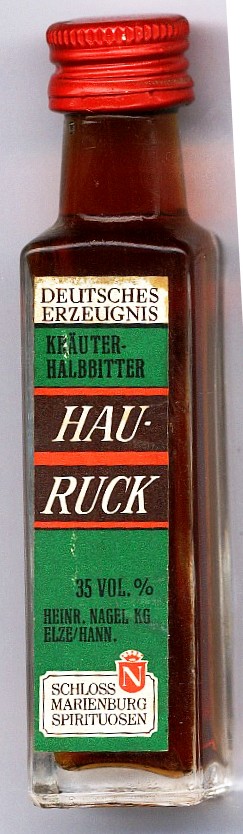 DEUTSCHES
ERZEUGNIS
KRÄUTER-
HALBBITTER
HAU-
RUCK
35 VOL. %
HEINR. NAGEL KG
ELZE/HANN.
N
SCHLOSS
MARIENBURG
SPIRITUOSEN